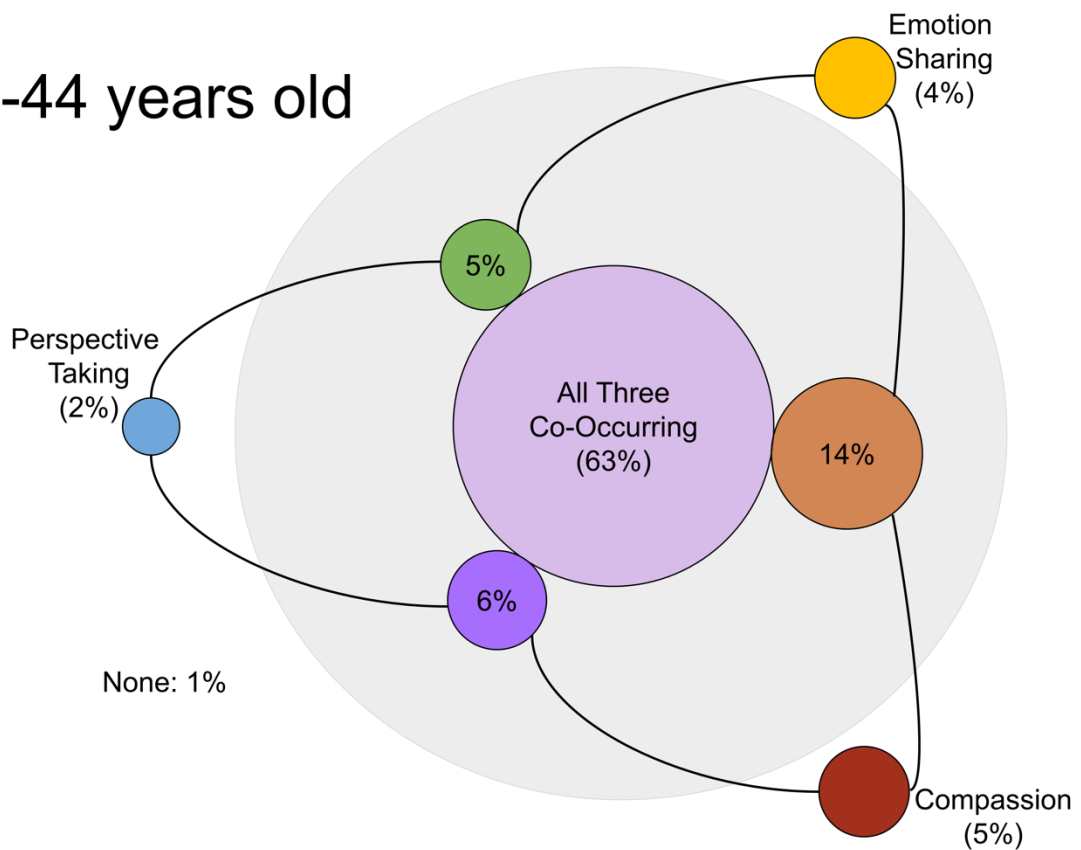 -44 years old
Emotion
Sharing
(4%)
5%
Perspective
Taking
(2%)
All Three
Co-Occurring
(63%)
14%
6%
None: 1%
Compassion
(5%)